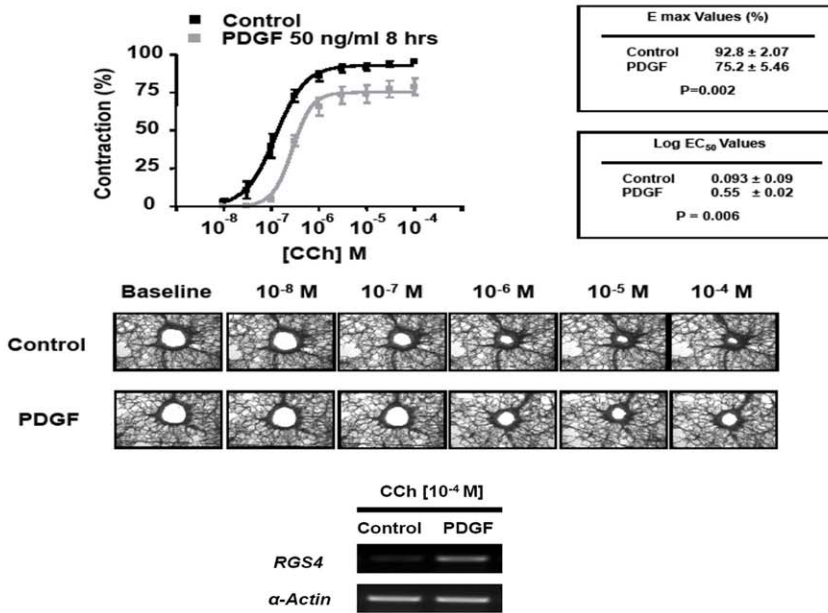 Control
PDGF 50 ng/ml 8 hrs
100
75
50
25
0
Contraction (%)
10⁻⁸ 10⁻⁷ 10⁻⁶ 10⁻⁵ 10⁻⁴
[CCh] M
E max Values (%)
Control 92.8 ± 2.07
PDGF 75.2 ± 5.46
P=0.002
Log EC₅₀ Values
Control 0.093 ± 0.09
PDGF 0.55 ± 0.02
P = 0.006
Baseline 10⁻⁸ M 10⁻⁷ M 10⁻⁶ M 10⁻⁵ M 10⁻⁴ M
Control
PDGF
CCh [10⁻⁴ M]
Control PDGF
RGS4
α-Actin